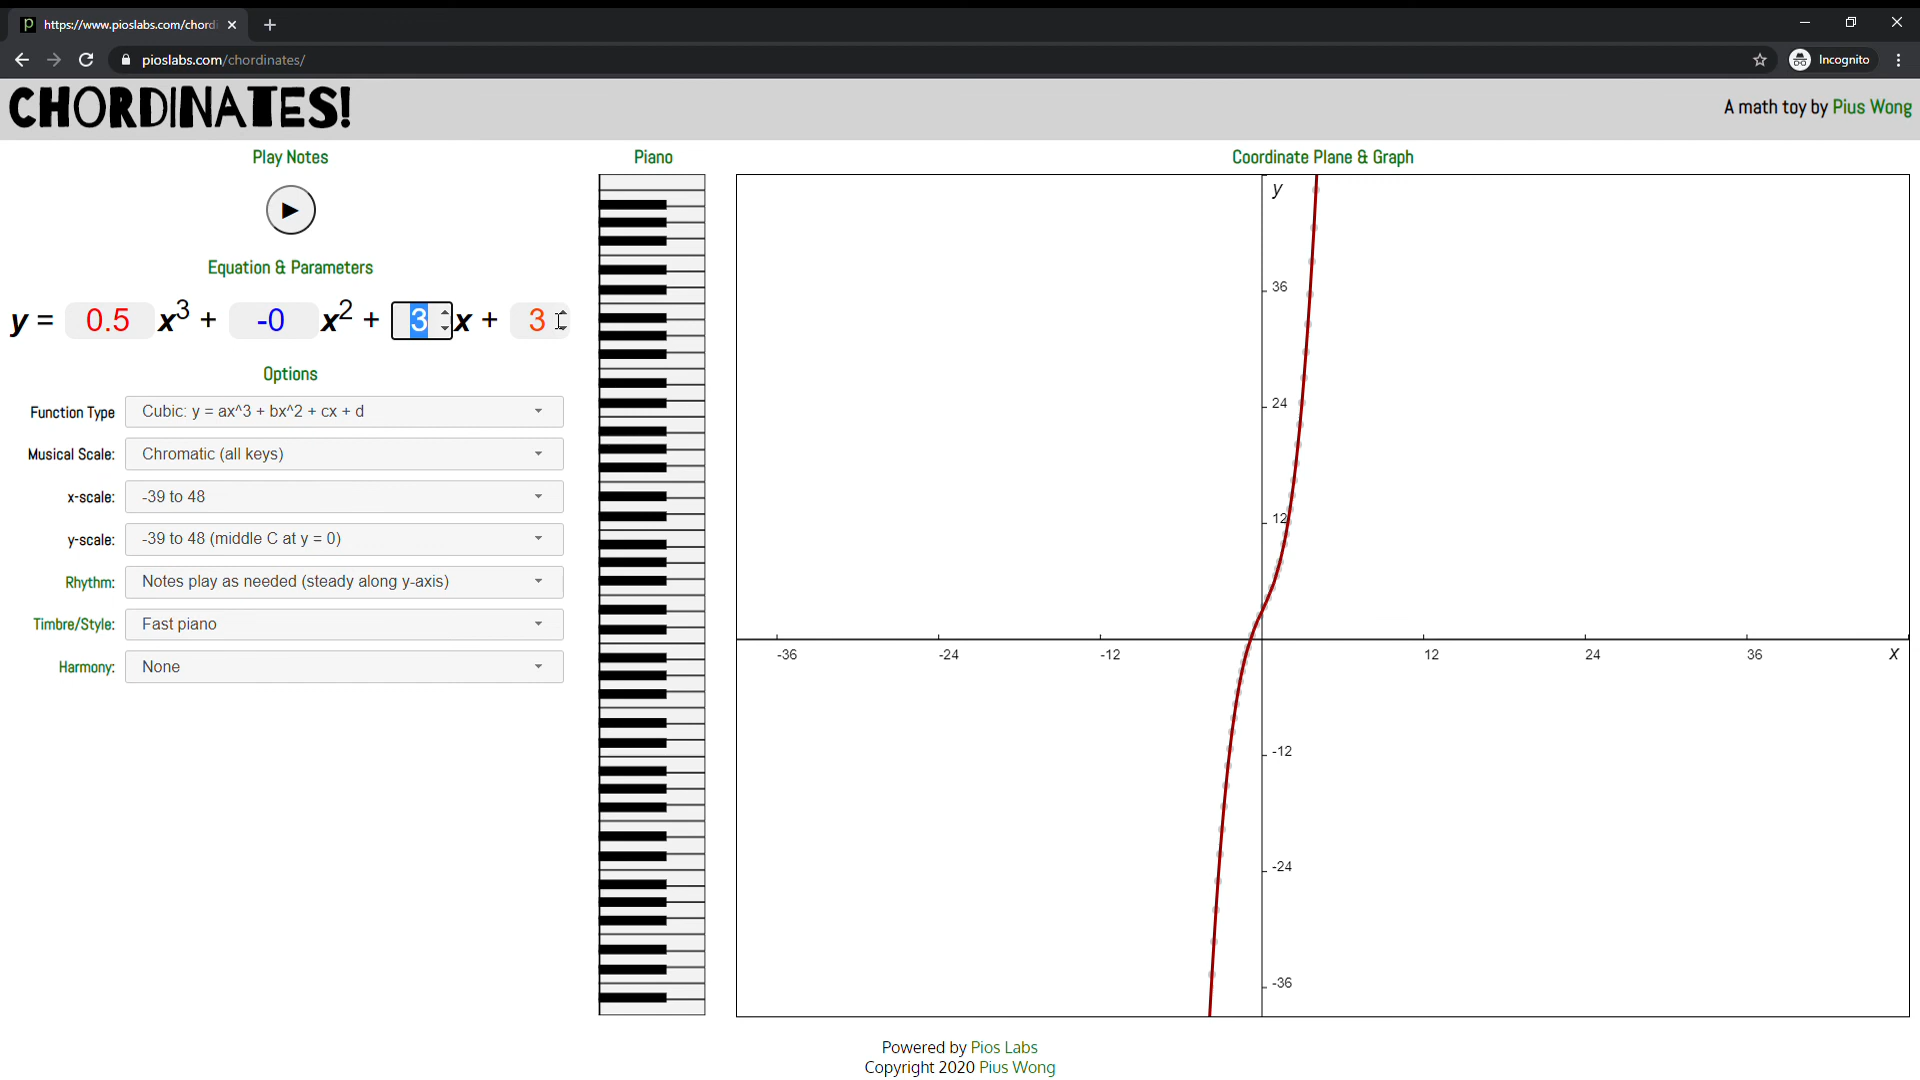 p https://www.pioslabs.com/chordi
pioslabs.com/chordinates/
Incognito
CHORDINATES!
A math toy by Pius Wong
Play Notes
Piano
Coordinate Plane & Graph
Equation & Parameters
y = 0.5 x3 + -0 x2 + 3 x + 3
Options
Function Type Cubic: y = ax^3 + bx^2 + cx + d
Musical Scale: Chromatic (all keys)
x-scale: -39 to 48
y-scale: -39 to 48 (middle C at y = 0)
Rhythm: Notes play as needed (steady along y-axis)
Timbre/Style: Fast piano
Harmony: None
y
36
24
12
-36 -24 -12 12 24 36 x
-12
-24
-36
Powered by Pios Labs
Copyright 2020 Pius Wong